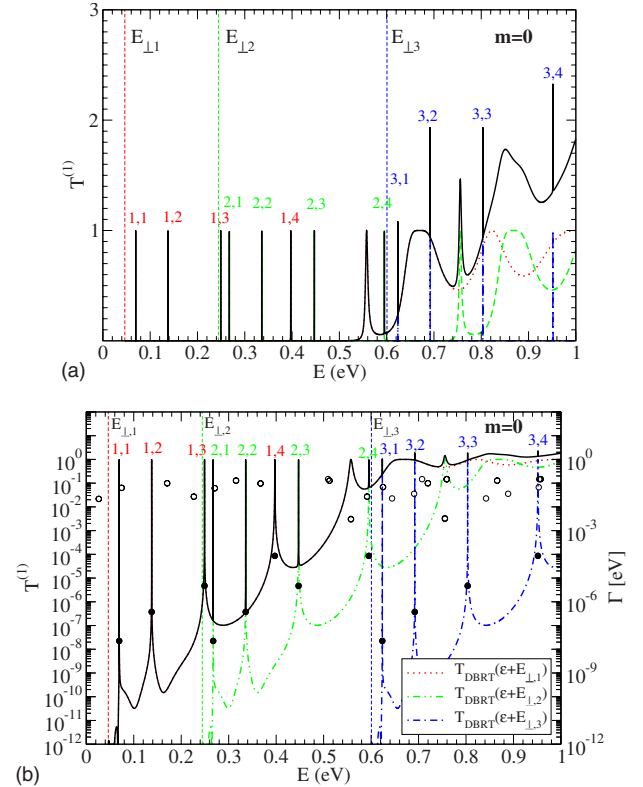 3
2
1
0
T^(1)
E⊥1
E⊥2
E⊥3
m=0
1,1
1,2
1,3
2,1
2,2
1,4
2,3
2,4
3,1
3,2
3,3
3,4
0 0.1 0.2 0.3 0.4 0.5 0.6 0.7 0.8 0.9 1
E (eV)
(a)
E⊥,1
E⊥,2
E⊥,3
m=0
1,1 1,2 1,3 2,1 2,2 1,4 2,3 2,4 3,1 3,2 3,3 3,4
10^0
10^-1
10^-2
10^-3
10^-4
10^-5
10^-6
10^-7
10^-8
10^-9
10^-10
10^-11
10^-12
T^(1)
10^0
10^-3
10^-6
10^-9
10^-12
Γ [eV]
T_DBRT(ε+E⊥,1)
T_DBRT(ε+E⊥,2)
T_DBRT(ε+E⊥,3)
0 0.1 0.2 0.3 0.4 0.5 0.6 0.7 0.8 0.9 1
E (eV)
(b)